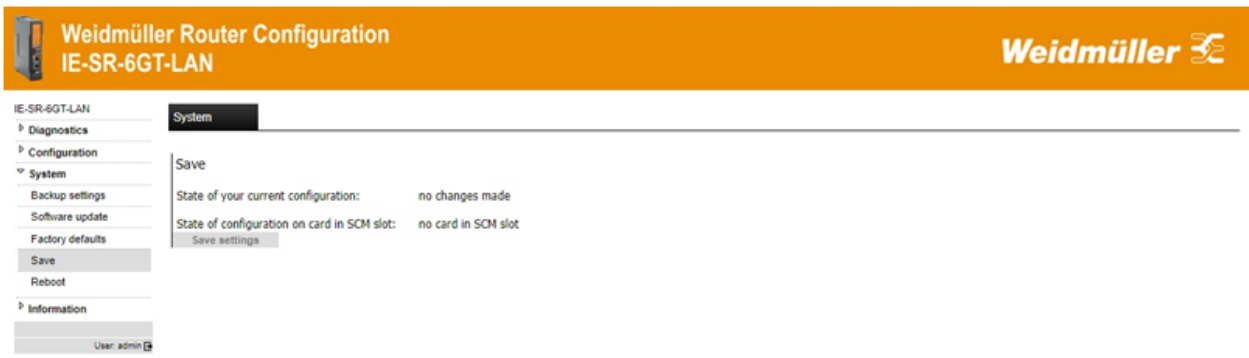 Weidmüller Router Configuration
IE-SR-6GT-LAN
Weidmüller
IE-SR-6GT-LAN
Diagnostics
Configuration
System
Backup settings
Software update
Factory defaults
Save
Reboot
Information
User: admin
System
Save
State of your current configuration: no changes made
State of configuration on card in SCM slot: no card in SCM slot
Save settings